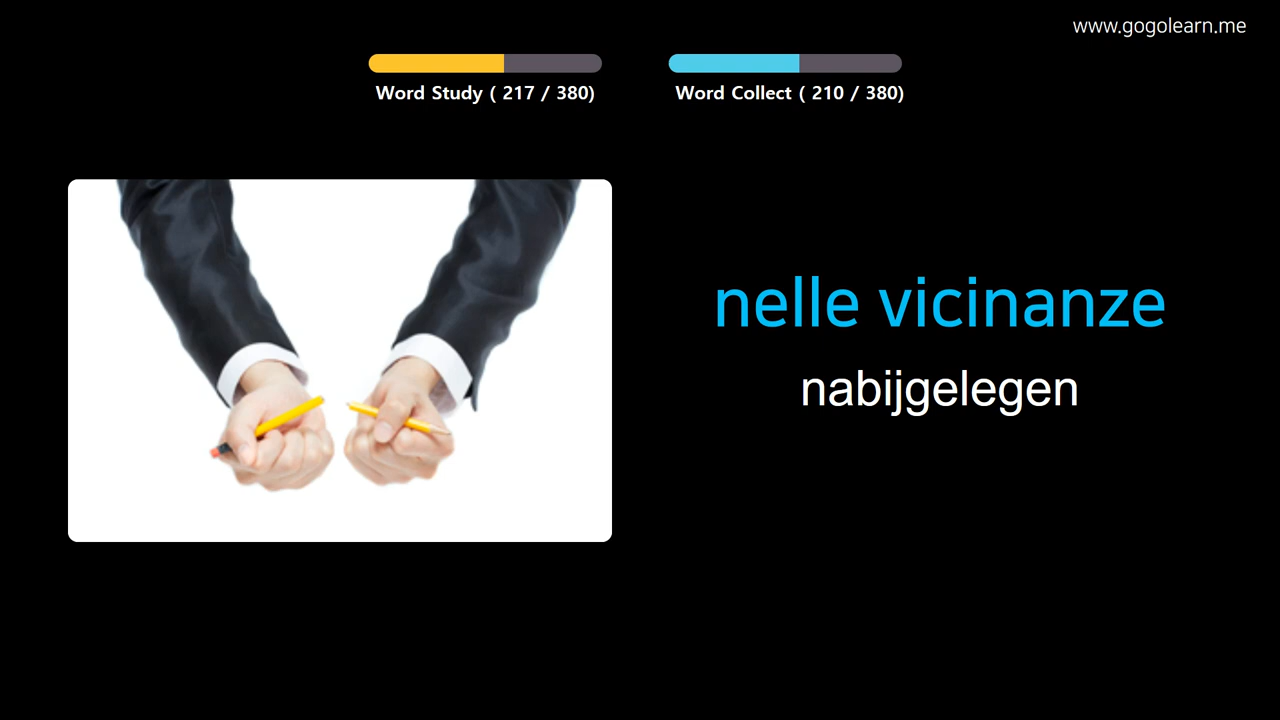 www.gogolearn.me
Word Study ( 217 / 380)
Word Collect ( 210 / 380)
nelle vicinanze
nabijgelegen